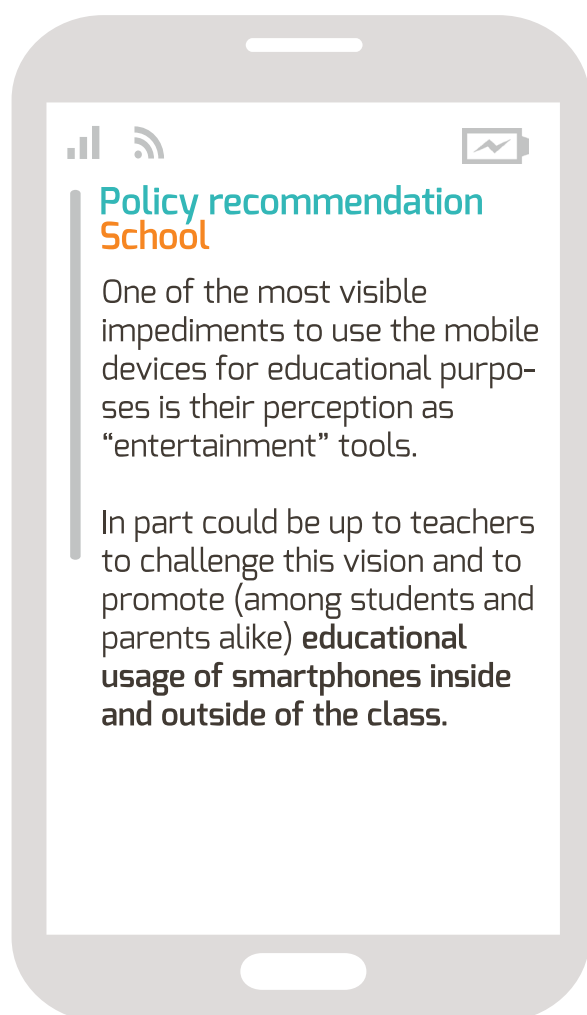 Policy recommendation
School
One of the most visible
impediments to use the mobile
devices for educational purpo-
ses is their perception as
“entertainment” tools.
In part could be up to teachers
to challenge this vision and to
promote (among students and
parents alike) educational
usage of smartphones inside
and outside of the class.